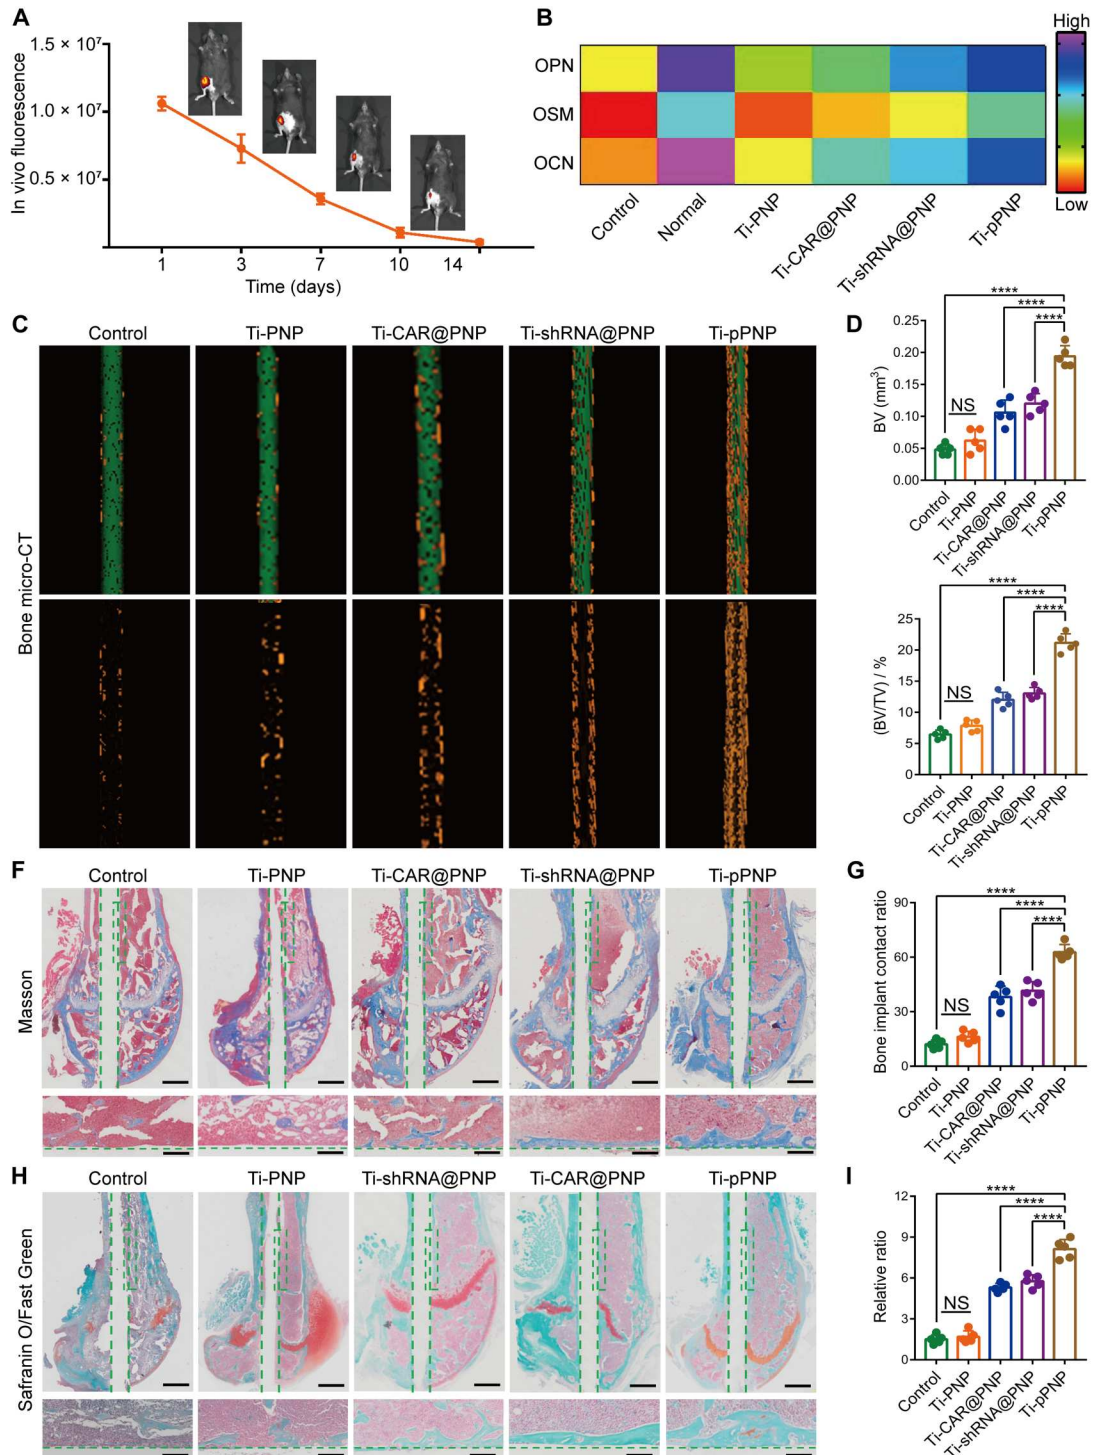 A
In vivo fluorescence
1.5 × 10⁷
1.0 × 10⁷
0.5 × 10⁷
1 3 7 10 14
Time (days)
B
OPN
OSM
OCN
Control Normal Ti-PNP Ti-CAR@PNP Ti-shRNA@PNP Ti-pPNP
High
Low
C
Control Ti-PNP Ti-CAR@PNP Ti-shRNA@PNP Ti-pPNP
Bone micro-CT
D
****
****
****
NS
BV (mm³)
0.25
0.20
0.15
0.10
0.05
0.00
Control Ti-PNP Ti-CAR@PNP Ti-shRNA@PNP Ti-pPNP
****
****
****
NS
(BV/TV) / %
25
20
15
10
5
0
Control Ti-PNP Ti-CAR@PNP Ti-shRNA@PNP Ti-pPNP
F
Control Ti-PNP Ti-CAR@PNP Ti-shRNA@PNP Ti-pPNP
Masson
G
****
****
****
NS
Bone implant contact ratio
90
60
30
0
Control Ti-PNP Ti-CAR@PNP Ti-shRNA@PNP Ti-pPNP
H
Control Ti-PNP Ti-shRNA@PNP Ti-CAR@PNP Ti-pPNP
Safranin O/Fast Green
I
****
****
****
NS
Relative ratio
12
9
6
3
0
Control Ti-PNP Ti-CAR@PNP Ti-shRNA@PNP Ti-pPNP